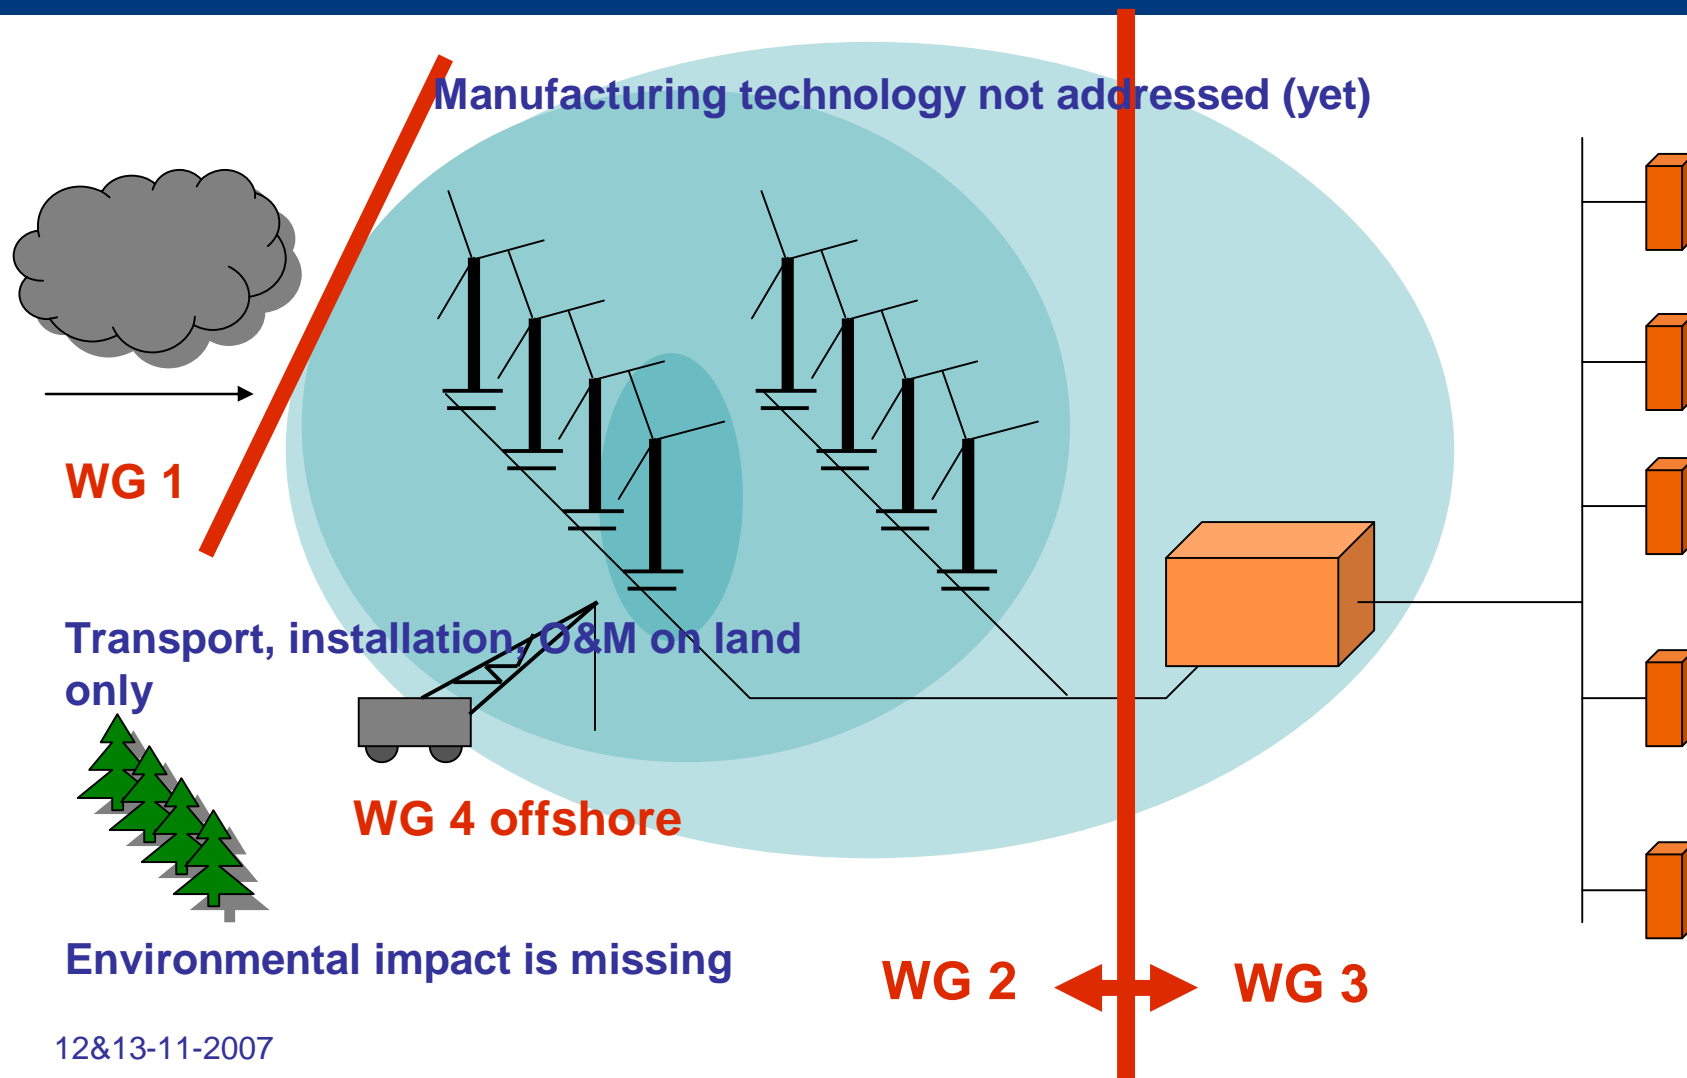 Manufacturing technology not addressed (yet)
WG 1
Transport, installation, O&M on land
only
WG 4 offshore
Environmental impact is missing
WG 2
WG 3
12&13-11-2007